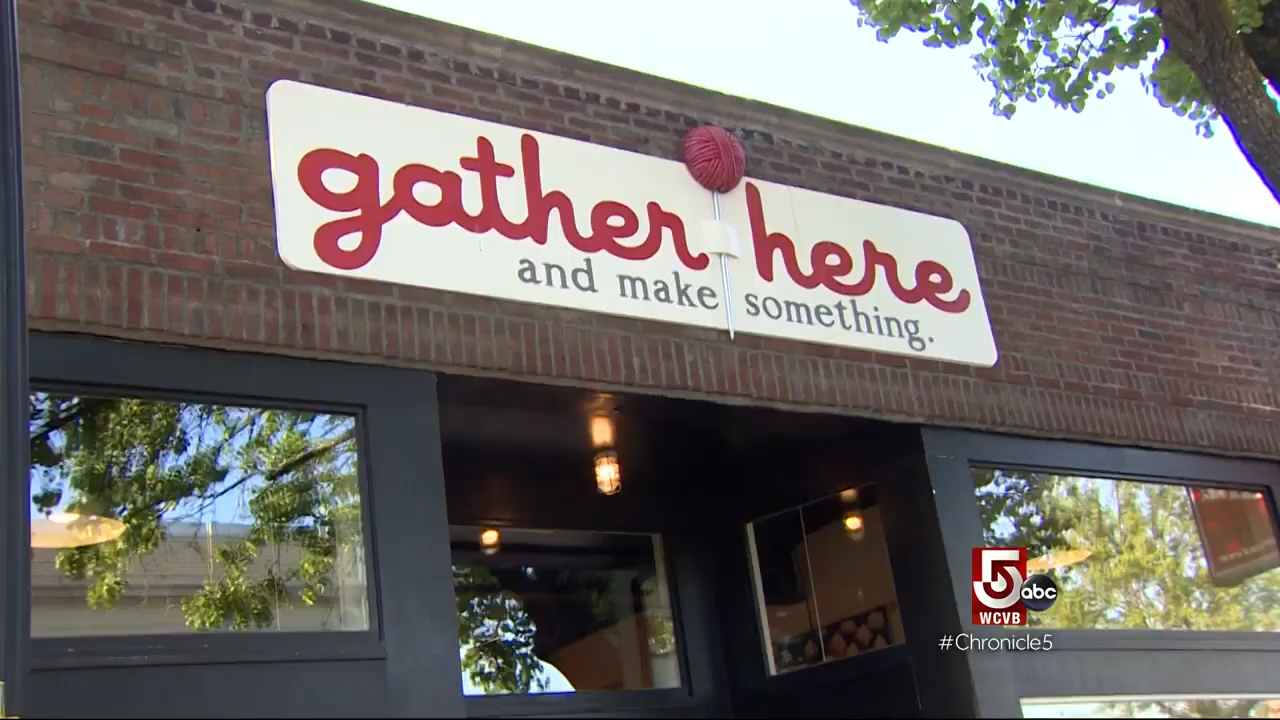 gather here
and make something.
5 abc
WCVB
#Chronicle5